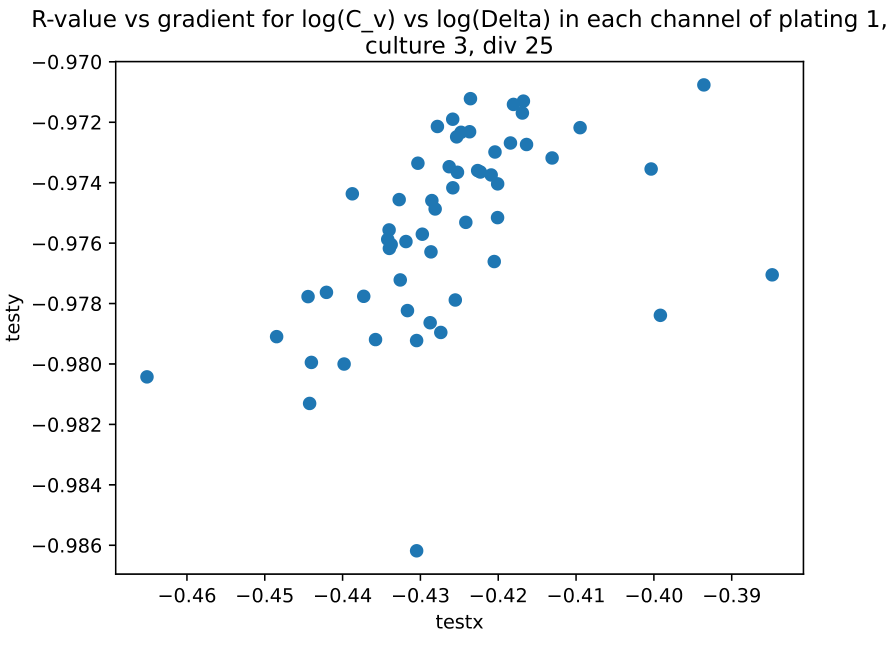 R-value vs gradient for log(C_v) vs log(Delta) in each channel of plating 1,
culture 3, div 25
−0.970
−0.972
−0.974
−0.976
−0.978
−0.980
−0.982
−0.984
−0.986
testy
−0.46 −0.45 −0.44 −0.43 −0.42 −0.41 −0.40 −0.39
testx